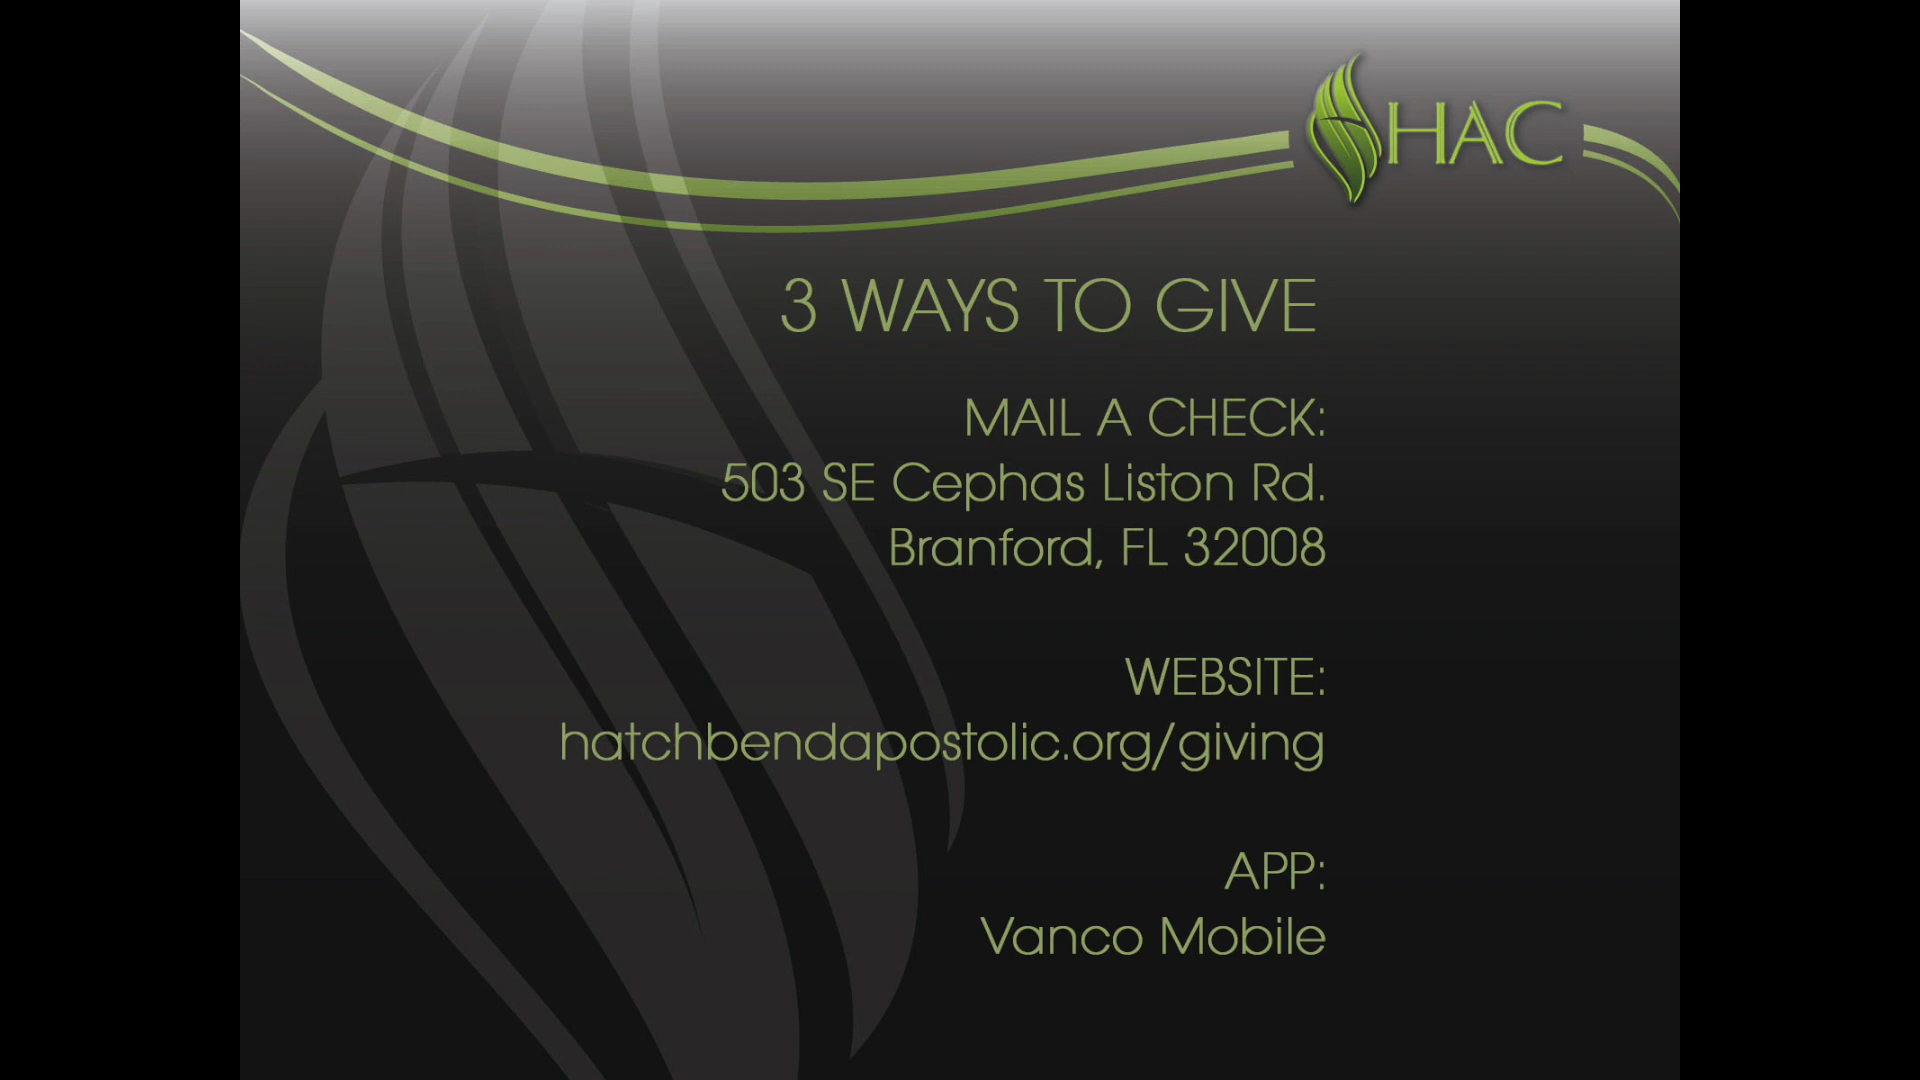 HAC
3 WAYS TO GIVE
MAIL A CHECK:
503 SE Cephas Liston Rd.
Branford, FL 32008
WEBSITE:
hatchbendapostolic.org/giving
APP:
Vanco Mobile